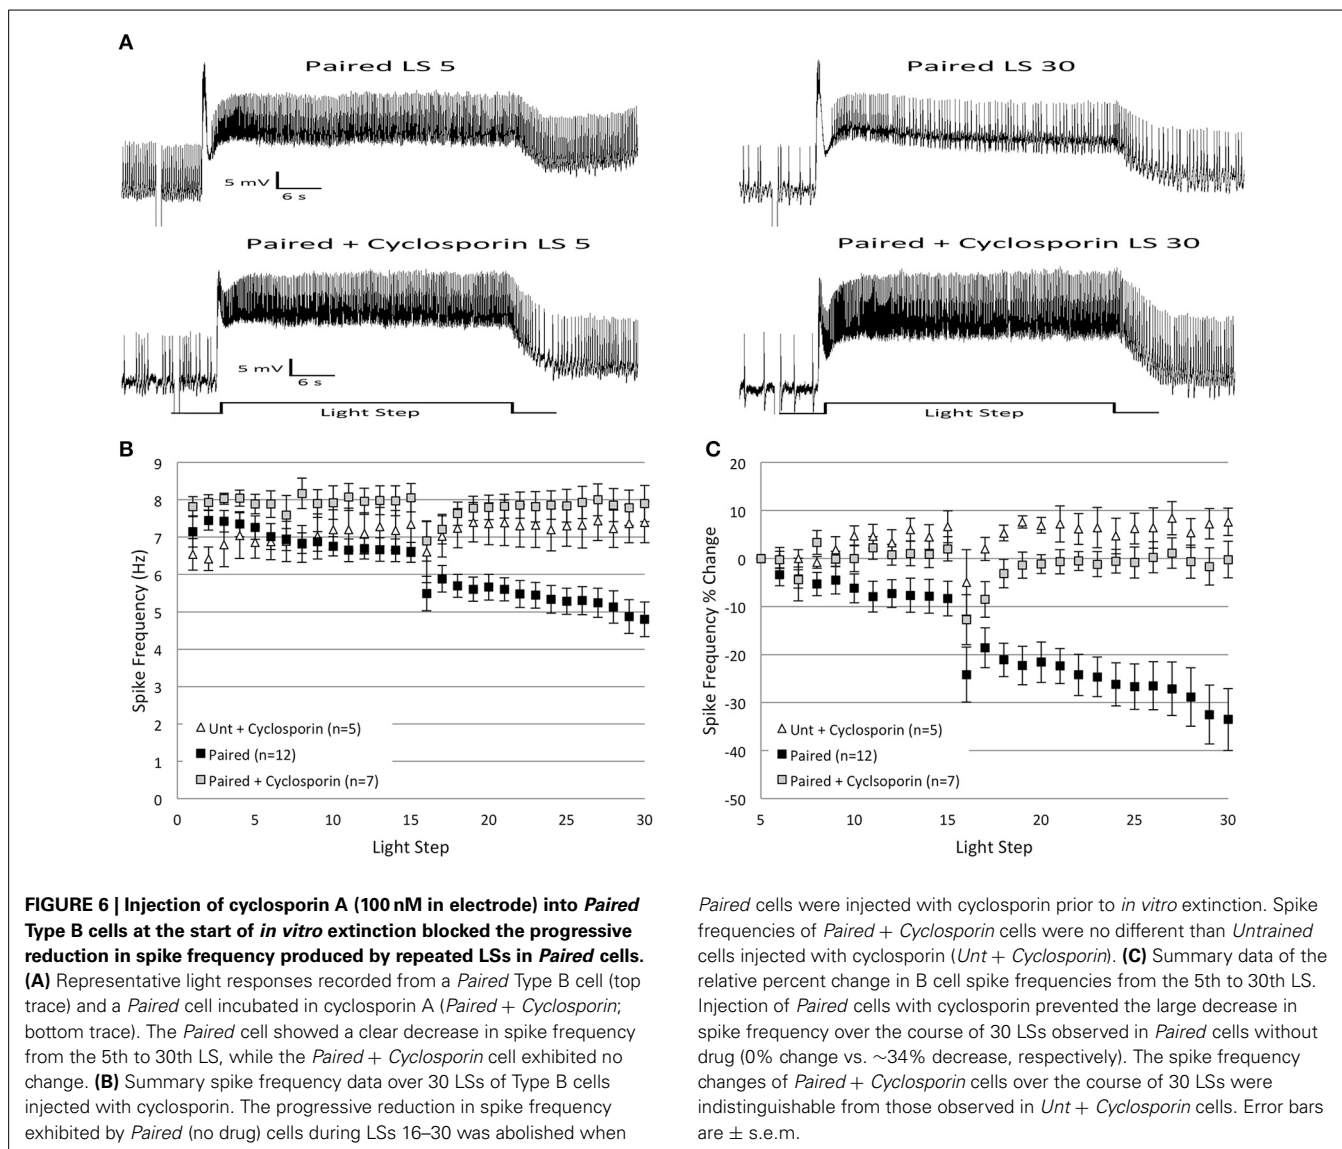 A
Paired LS 5
Paired LS 30
5 mV
6 s
Paired + Cyclosporin LS 5
Paired + Cyclosporin LS 30
5 mV
6 s
Light Step
Light Step
B
9
8
7
6
5
4
3
2
1
0
Spike Frequency (Hz)
△ Unt + Cyclosporin (n=5)
■ Paired (n=12)
Paired + Cyclosporin (n=7)
0 5 10 15 20 25 30
Light Step
C
20
10
0
-10
-20
-30
-40
-50
Spike Frequency % Change
△ Unt + Cyclosporin (n=5)
■ Paired (n=12)
Paired + Cyclsoporin (n=7)
5 10 15 20 25 30
Light Step
FIGURE 6 | Injection of cyclosporin A (100 nM in electrode) into Paired
Type B cells at the start of in vitro extinction blocked the progressive
reduction in spike frequency produced by repeated LSs in Paired cells.
(A) Representative light responses recorded from a Paired Type B cell (top
trace) and a Paired cell incubated in cyclosporin A (Paired + Cyclosporin;
bottom trace). The Paired cell showed a clear decrease in spike frequency
from the 5th to 30th LS, while the Paired + Cyclosporin cell exhibited no
change. (B) Summary spike frequency data over 30 LSs of Type B cells
injected with cyclosporin. The progressive reduction in spike frequency
exhibited by Paired (no drug) cells during LSs 16–30 was abolished when
Paired cells were injected with cyclosporin prior to in vitro extinction. Spike
frequencies of Paired + Cyclosporin cells were no different than Untrained
cells injected with cyclosporin (Unt + Cyclosporin). (C) Summary data of the
relative percent change in B cell spike frequencies from the 5th to 30th LS.
Injection of Paired cells with cyclosporin prevented the large decrease in
spike frequency over the course of 30 LSs observed in Paired cells without
drug (0% change vs. ~34% decrease, respectively). The spike frequency
changes of Paired + Cyclosporin cells over the course of 30 LSs were
indistinguishable from those observed in Unt + Cyclosporin cells. Error bars
are ± s.e.m.